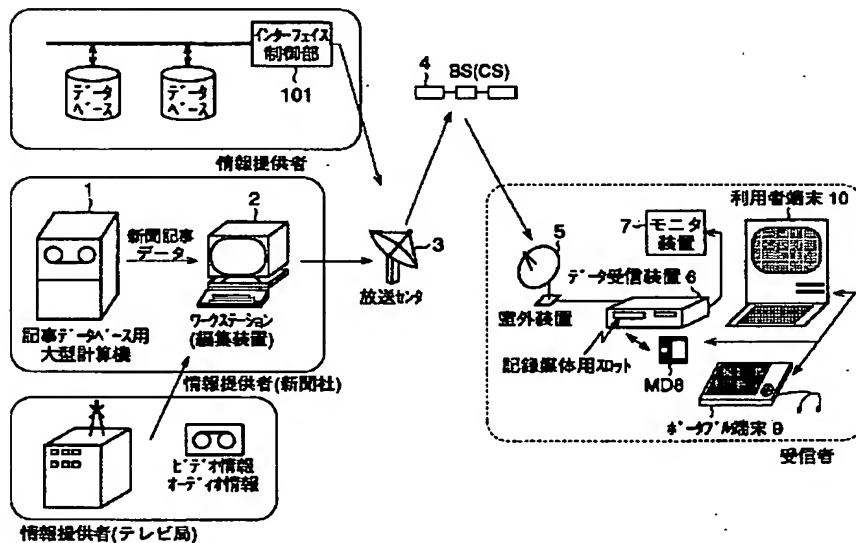 インターフェイス
制御部
101
データ
ベース
データ
ベース
情報提供者
4
BS(CS)
1
新聞記事
データ
2
記事データベース用
大型計算機
ワークステーション
(編集装置)
情報提供者(新聞社)
3
放送センタ
ビデオ情報
オーディオ情報
情報提供者(テレビ局)
5
室外装置
7
モニタ
装置
データ受信装置 6
記録媒体用スロット
MD8
利用者端末 10
ポータブル端末 9
受信者